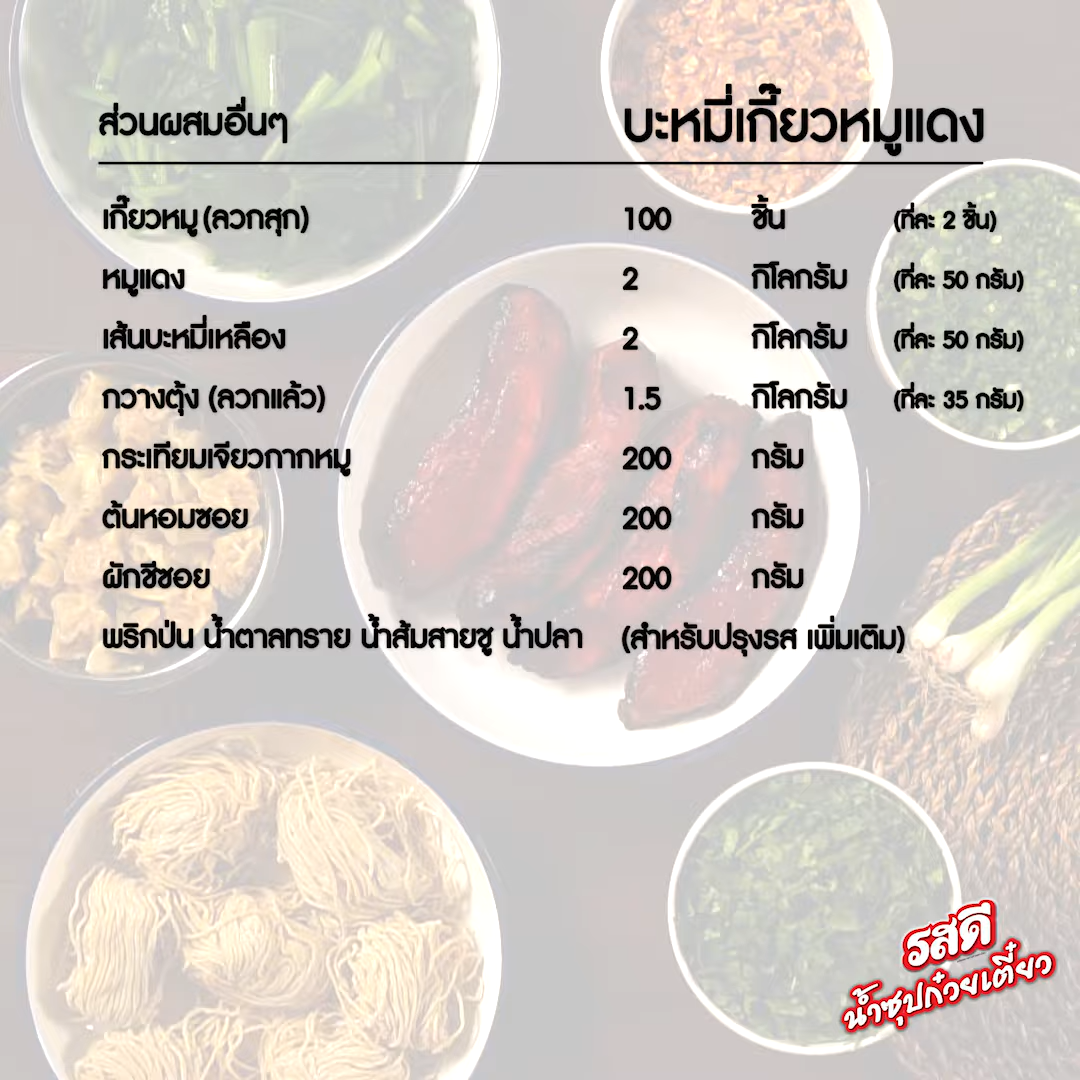 ส่วนผสมอื่นๆ บะหมี่เกี๊ยวหมูแดง
เกี๊ยวหมู (ลวกสุก) 100 ชิ้น (ที่ละ 2 ชิ้น)
หมูแดง 2 กิโลกรัม (ที่ละ 50 กรัม)
เส้นบะหมี่เหลือง 2 กิโลกรัม (ที่ละ 50 กรัม)
กวางตุ้ง (ลวกแล้ว) 1.5 กิโลกรัม (ที่ละ 35 กรัม)
กระเทียมเจียวกากหมู 200 กรัม
ต้นหอมซอย 200 กรัม
ผักชีซอย 200 กรัม
พริกป่น น้ำตาลทราย น้ำส้มสายชู น้ำปลา (สำหรับปรุงรส เพิ่มเติม)
รสดี
น้ำซุปก๋วยเตี๋ยว